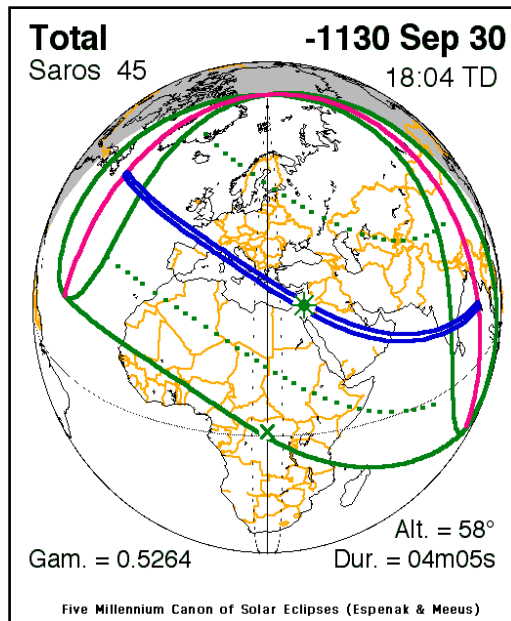 Total -1130 Sep 30
Saros 45 18:04 TD
Alt. = 58°
Gam. = 0.5264 Dur. = 04m05s
Five Millennium Canon of Solar Eclipses (Espenak & Meeus)